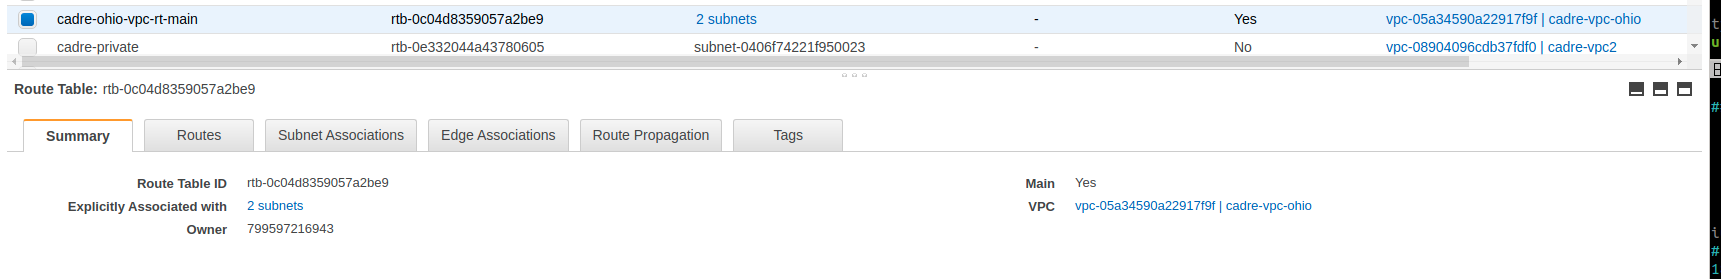 cadre-ohio-vpc-rt-main rtb-0c04d8359057a2be9 2 subnets - Yes vpc-05a34590a22917f9f | cadre-vpc-ohio
cadre-private rtb-0e332044a43780605 subnet-0406f74221f950023 - No vpc-08904096cdb37fdf0 | cadre-vpc2
Route Table: rtb-0c04d8359057a2be9
Summary Routes Subnet Associations Edge Associations Route Propagation Tags
Route Table ID rtb-0c04d8359057a2be9 Main Yes
Explicitly Associated with 2 subnets VPC vpc-05a34590a22917f9f | cadre-vpc-ohio
Owner 799597216943
t
u
#
i
#
1